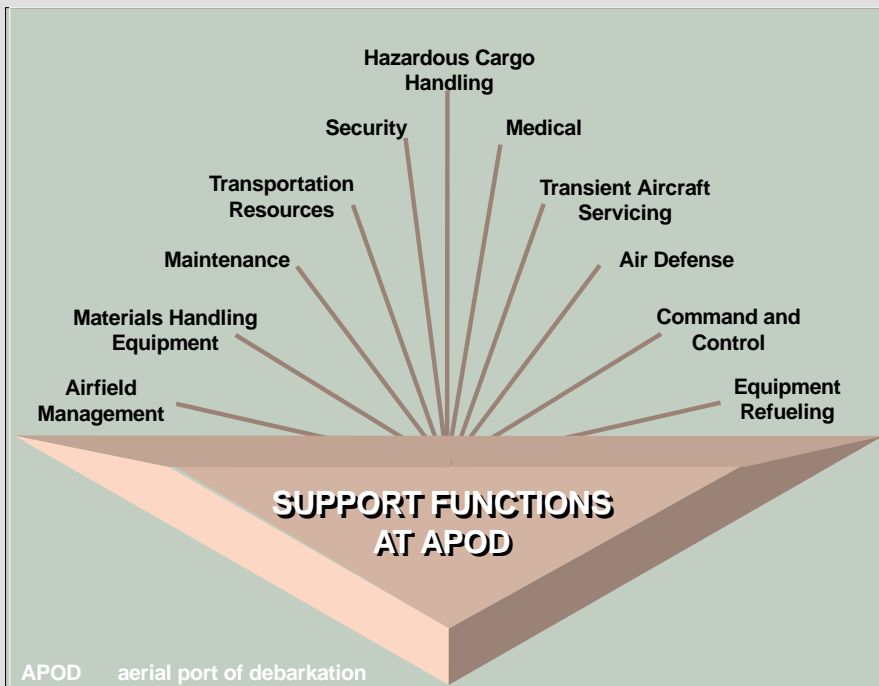 Hazardous Cargo
Handling
Security
Medical
Transportation
Resources
Transient Aircraft
Servicing
Maintenance
Air Defense
Materials Handling
Equipment
Command and
Control
Airfield
Management
Equipment
Refueling
SUPPORT FUNCTIONS
AT APOD
APOD aerial port of debarkation